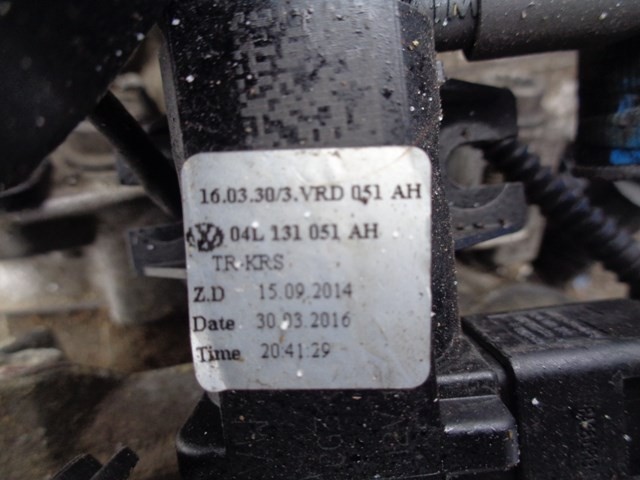 16.03.30/3.VRD 051 AH
04L 131 051 AH
TR-KRS
Z.D 15.09.2014
Date 30.03.2016
Time 20:41:29